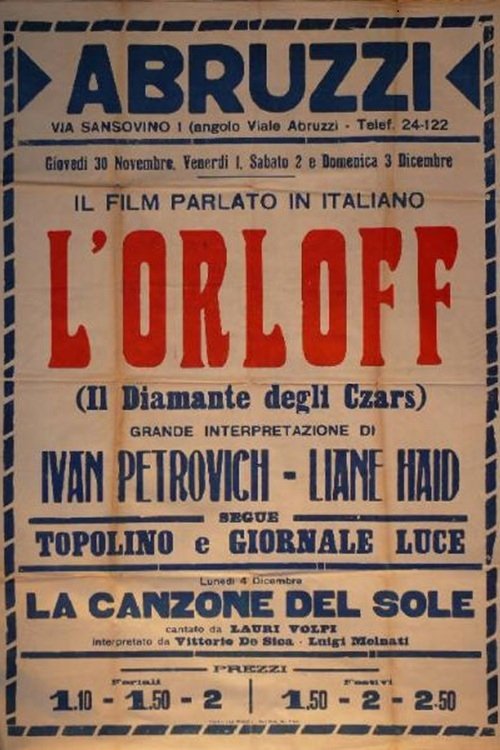 ABRUZZI
VIA SANSOVINO 1 (angolo Viale Abruzzi - Telef. 24-122
Giovedi 30 Novembre, Venerdi 1, Sabato 2 e Domenica 3 Dicembre
IL FILM PARLATO IN ITALIANO
L'ORLOFF
(Il Diamante degli Czars)
GRANDE INTERPRETAZIONE DI
IVAN PETROVICH - LIANE HAID
SEGUE
TOPOLINO e GIORNALE LUCE
Lunedi 4 Dicembre
LA CANZONE DEL SOLE
cantato da LAURI VOLPI
interpretato da Vittorio De Sica - Luigi Melnati
PREZZI
Feriali Festivi
1.10 - 1.50 - 2 1.50 - 2 - 2.50